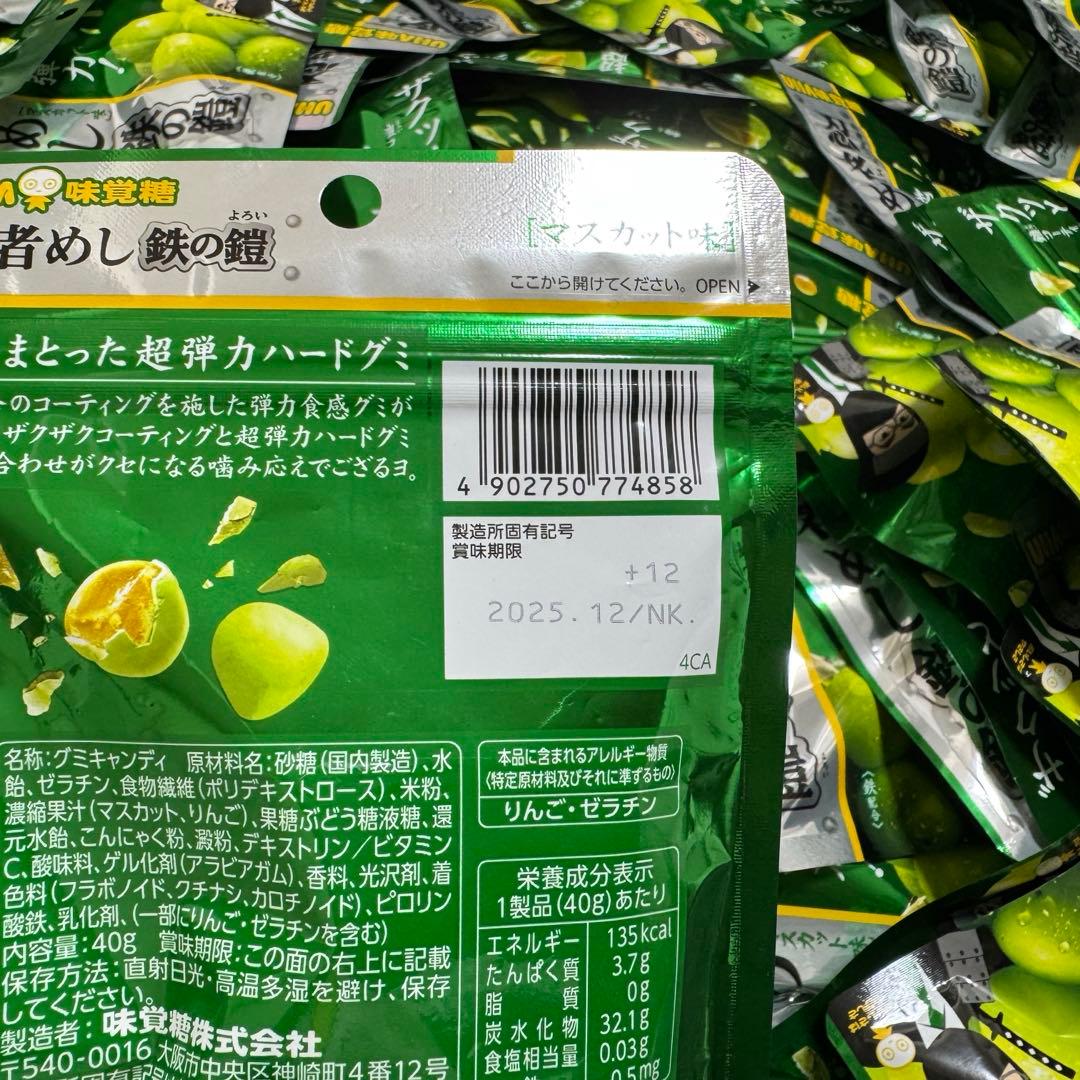 味覚糖
者めし 鉄の鎧
よろい
[マスカット味]
ここから開けてください。 OPEN
まとった超弾力ハードグミ
のコーティングを施した弾力食感グミが
ザクザクコーティングと超弾力ハードグミ
合わせがクセになる噛み応えでござるヨ。
4 902750 774858
製造所固有記号
賞味期限
+12
2025.12/NK.
4CA
名称:グミキャンディ 原材料名:砂糖(国内製造)、水
飴、ゼラチン、食物繊維(ポリデキストロース)、米粉、
濃縮果汁(マスカット、りんご)、果糖ぶどう糖液糖、還
元水飴、こんにゃく粉、澱粉、デキストリン/ビタミン
C、酸味料、ゲル化剤(アラビアガム)、香料、光沢剤、着
色料(フラボノイド、クチナシ、カロチノイド)、ピロリン
酸鉄、乳化剤、(一部にりんご・ゼラチンを含む)
内容量:40g 賞味期限:この面の右上に記載
保存方法:直射日光・高温多湿を避け、保存
してください。
製造者:味覚糖株式会社
〒540-0016 大阪市中央区神崎町4番12号
本品に含まれるアレルギー物質
〈特定原材料及びそれに準ずるもの〉
りんご・ゼラチン
栄養成分表示
1製品(40g)あたり
エネルギー 135kcal
たんぱく質 3.7g
脂質 0g
炭水化物 32.1g
食塩相当量 0.03g
鉄 0.5mg